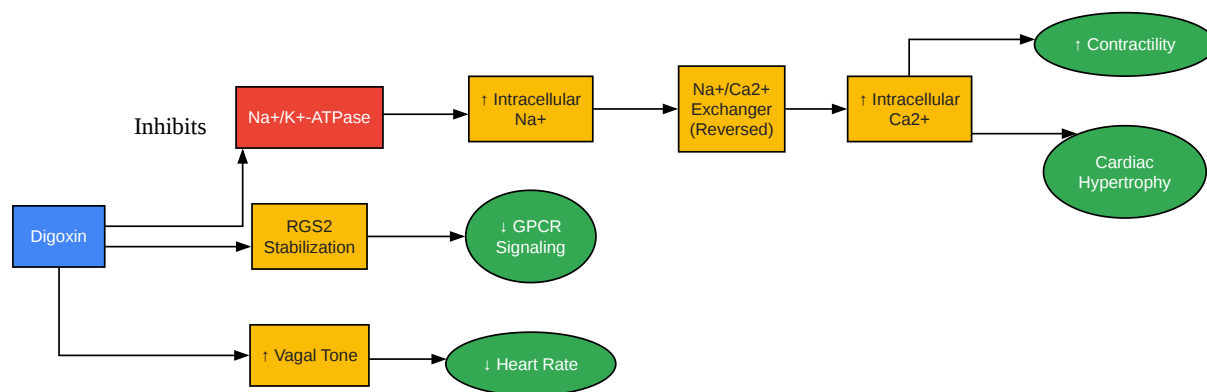 ↑ Contractility
Inhibits
Na+/K+-ATPase
↑ Intracellular
Na+
Na+/Ca2+
Exchanger
(Reversed)
↑ Intracellular
Ca2+
Cardiac
Hypertrophy
Digoxin
RGS2
Stabilization
↓ GPCR
Signaling
↑ Vagal Tone
↓ Heart Rate